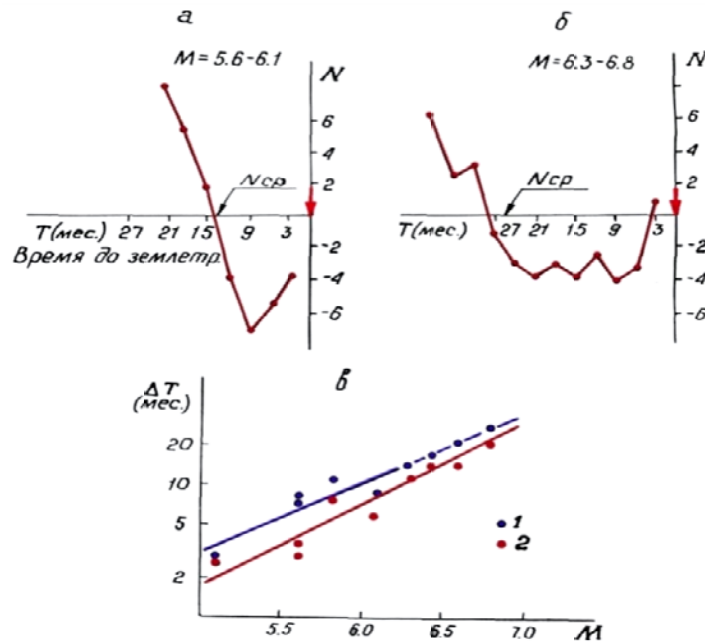 а
б
M = 5.6-6.1
N
M = 6.3-6.8
N
6
4
2
Nср
T(мес.) 27 21 15 9 3
Время до землетр.
-2
-4
-6
6
4
2
Nср
T(мес.) 27 21 15 9 3
-2
-4
-6
в
ΔT
(мес.)
20
10
5
2
1
2
5.5 6.0 6.5 7.0 M